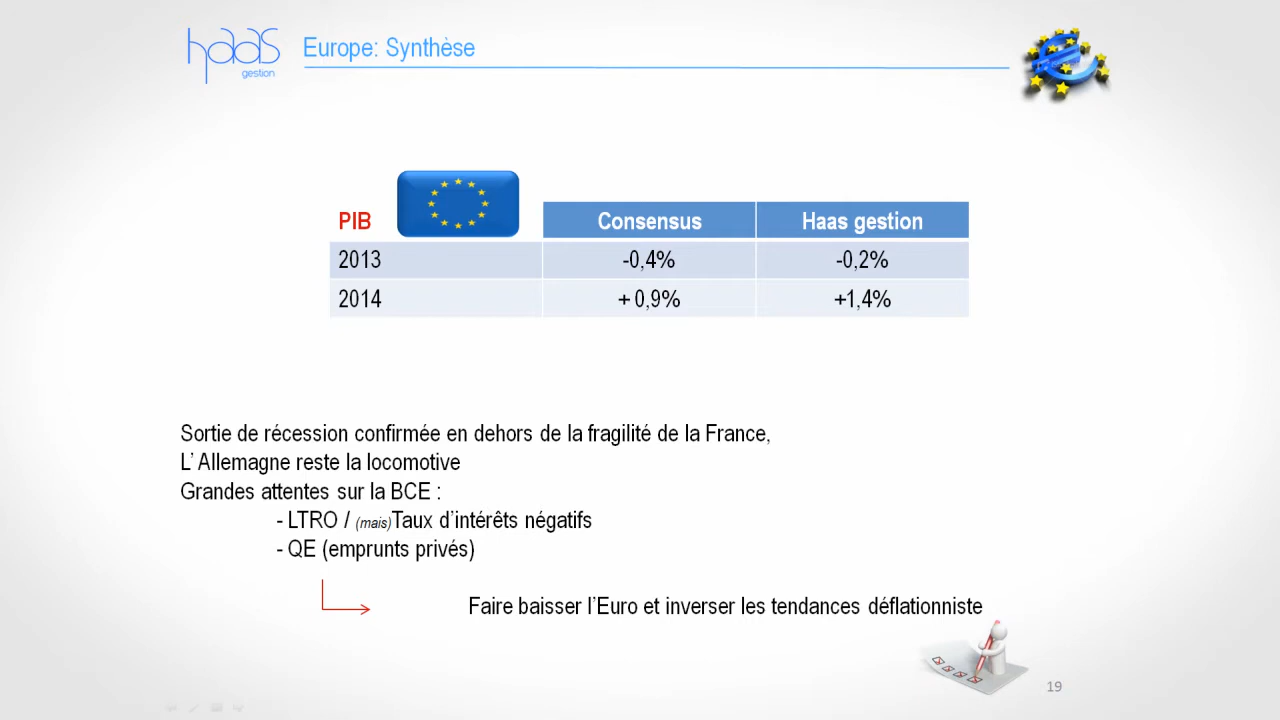 haas
gestion
Europe: Synthèse
PIB
Consensus
Haas gestion
2013
-0,4%
-0,2%
2014
+ 0,9%
+1,4%
Sortie de récession confirmée en dehors de la fragilité de la France,
L’ Allemagne reste la locomotive
Grandes attentes sur la BCE :
- LTRO / (mais)Taux d’intérêts négatifs
- QE (emprunts privés)
Faire baisser l’Euro et inverser les tendances déflationniste
19